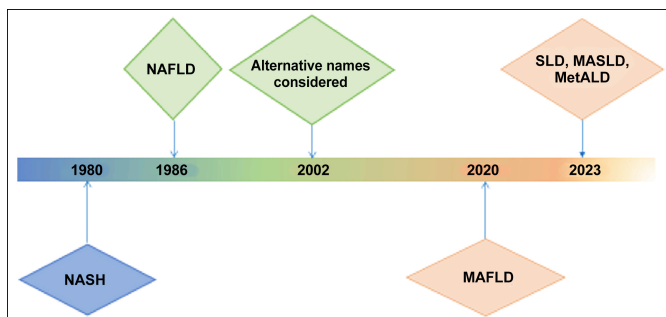 NAFLD
Alternative names
considered
SLD, MASLD,
MetALD
1980
1986
2002
2020
2023
NASH
MAFLD